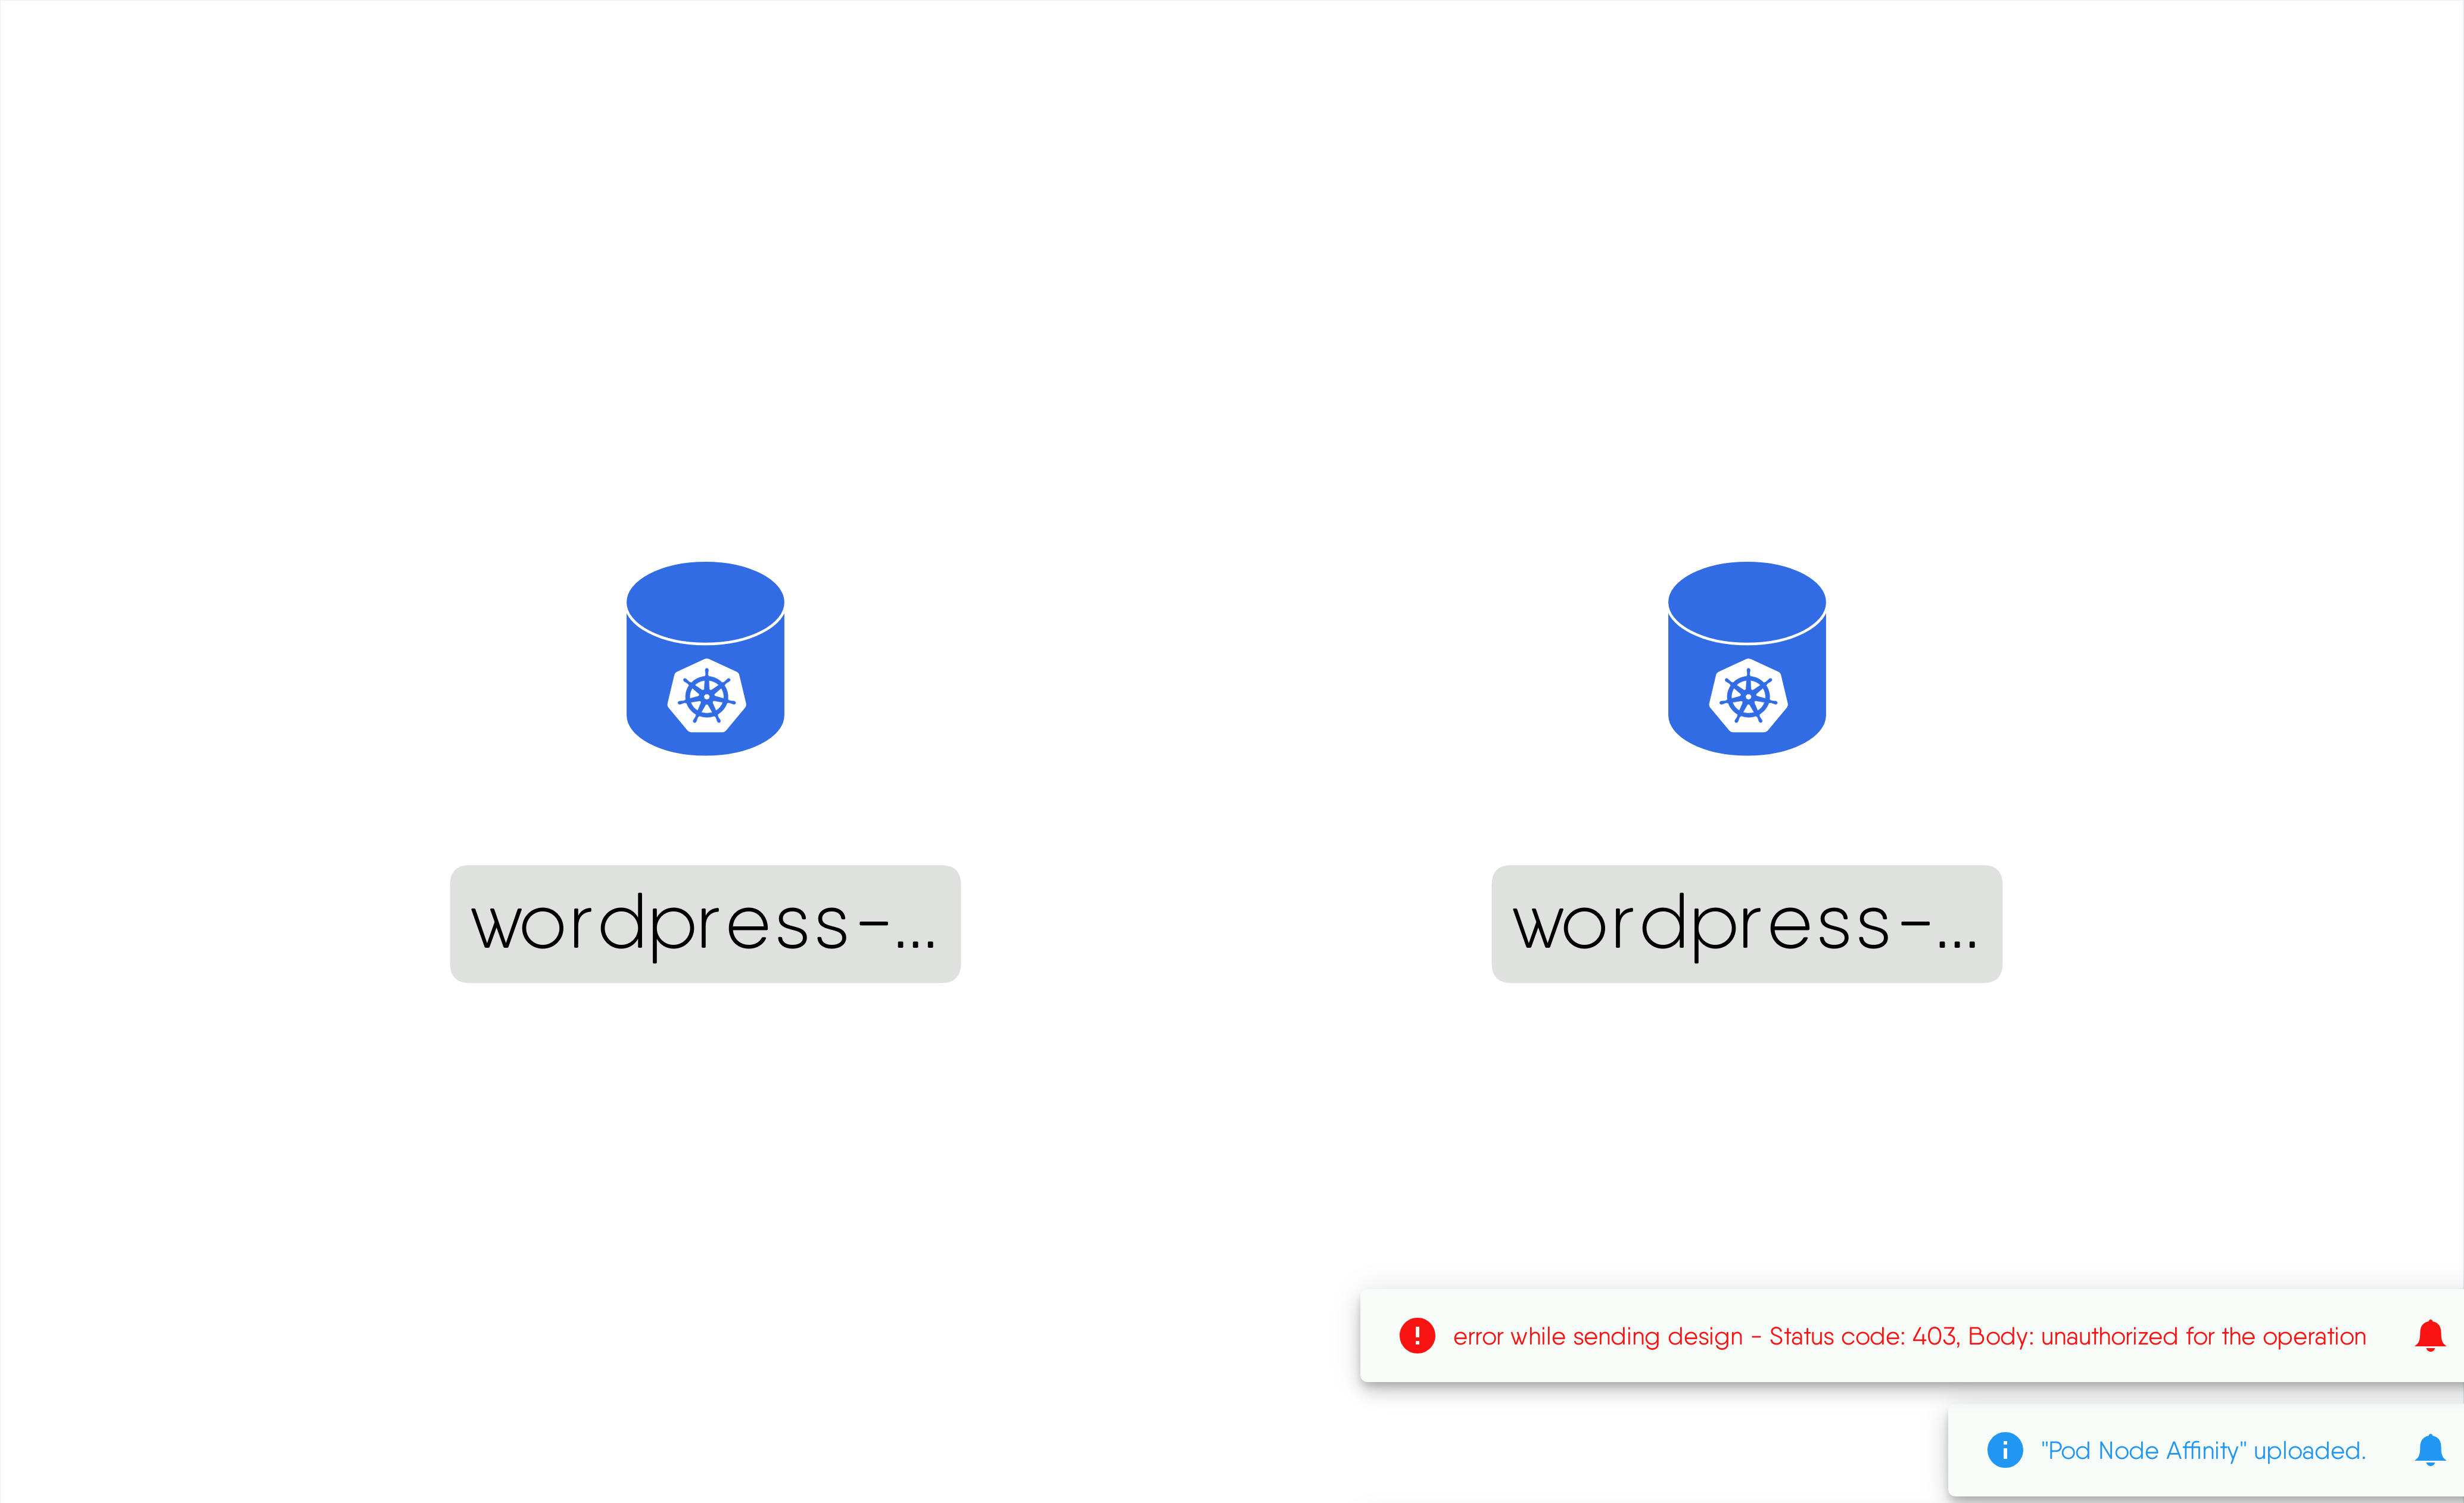 wordpress-...
wordpress-...
error while sending design - Status code: 403, Body: unauthorized for the operation
"Pod Node Affinity" uploaded.